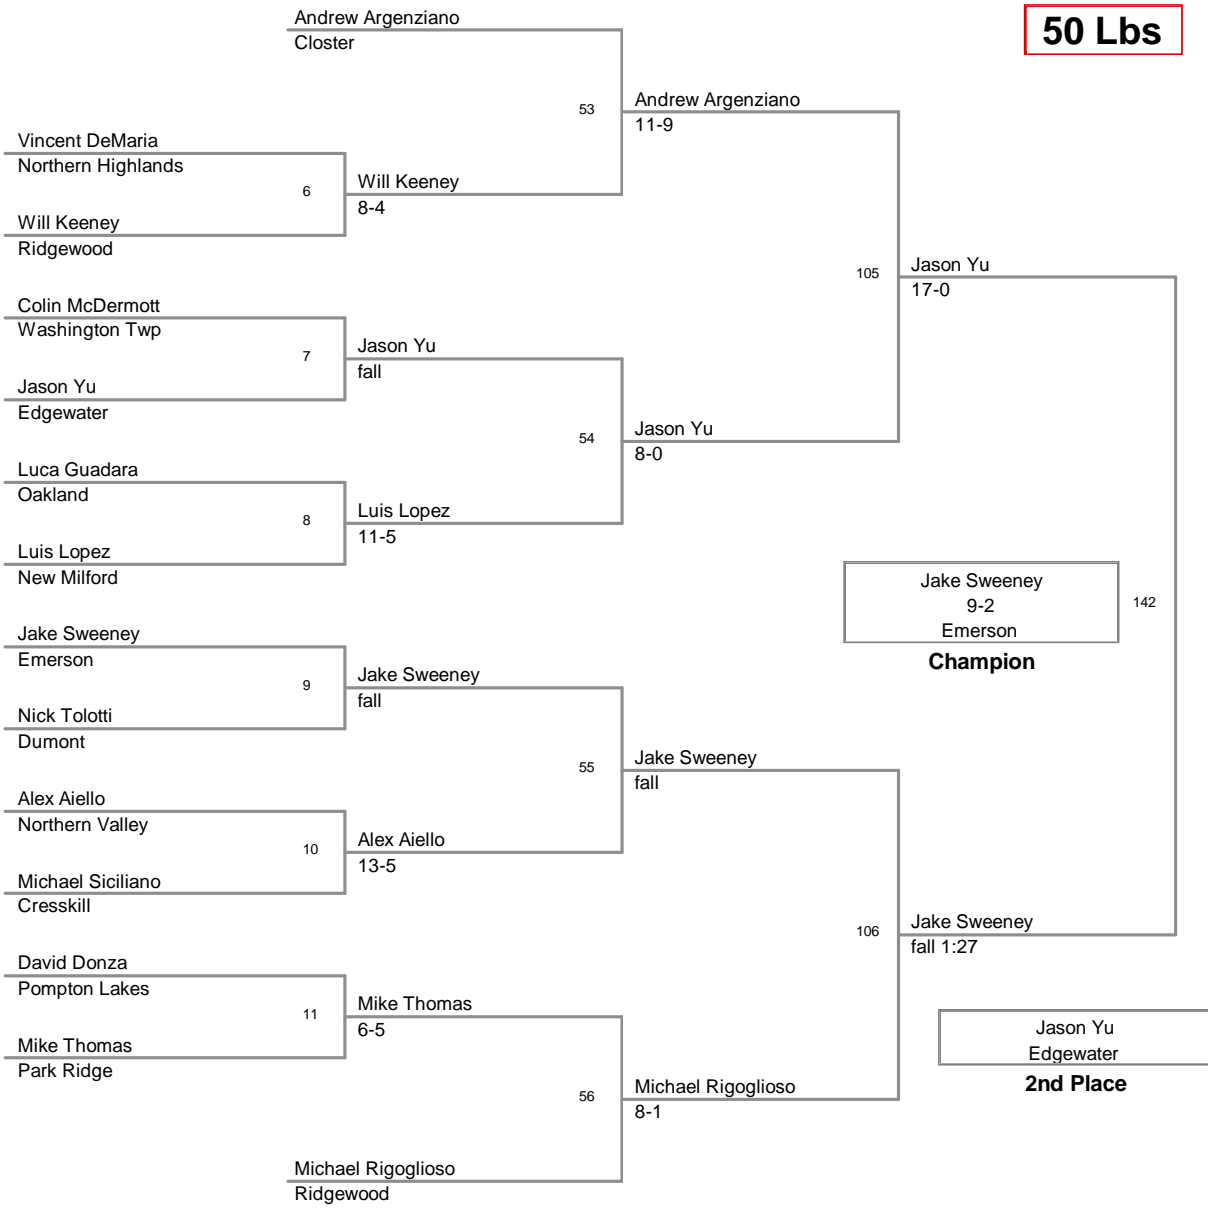 50 Lbs
Andrew Argenziano
Closter
53
Andrew Argenziano
11-9
Vincent DeMaria
Northern Highlands
6
Will Keeney
8-4
Will Keeney
Ridgewood
105
Jason Yu
17-0
Colin McDermott
Washington Twp
7
Jason Yu
fall
Jason Yu
Edgewater
54
Jason Yu
8-0
Luca Guadara
Oakland
8
Luis Lopez
11-5
Luis Lopez
New Milford
Jake Sweeney
9-2
Emerson
142
Champion
Jake Sweeney
Emerson
9
Jake Sweeney
fall
Nick Tolotti
Dumont
55
Jake Sweeney
fall
Alex Aiello
Northern Valley
10
Alex Aiello
13-5
Michael Siciliano
Cresskill
106
Jake Sweeney
fall 1:27
David Donza
Pompton Lakes
11
Mike Thomas
6-5
Mike Thomas
Park Ridge
Jason Yu
Edgewater
2nd Place
56
Michael Rigoglioso
8-1
Michael Rigoglioso
Ridgewood